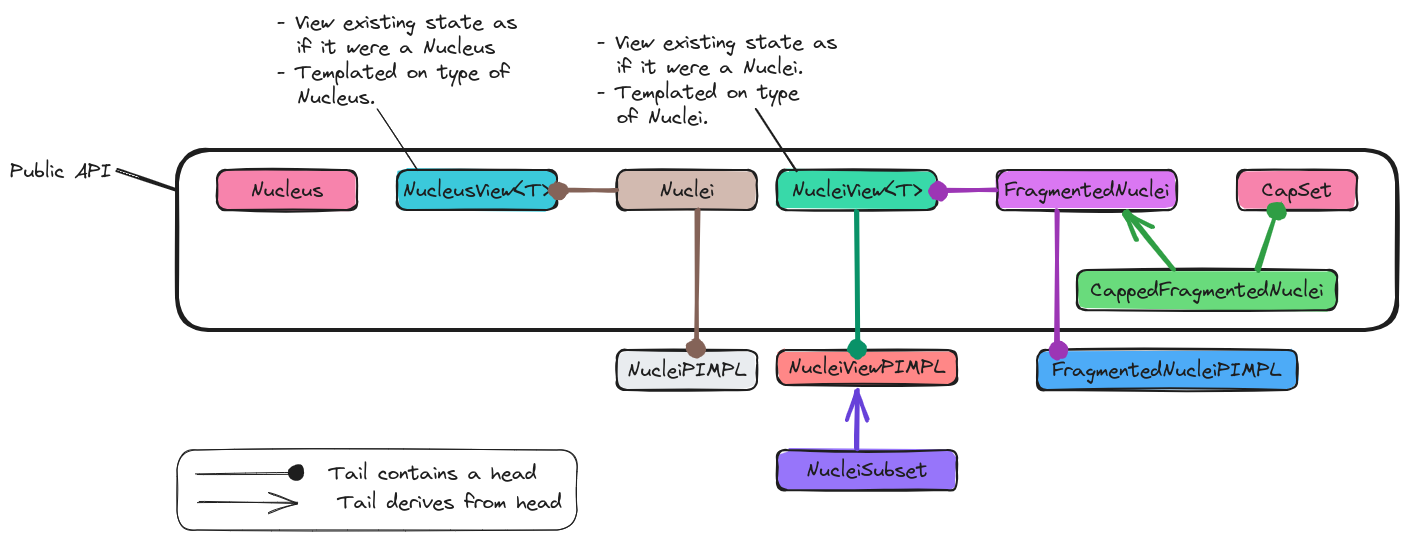 - View existing state as
if it were a Nucleus
- Templated on type of
Nucleus.
- View existing state as
if it were a Nuclei.
- Templated on type
of Nuclei.
Public API
Nucleus
NucleusView<T>
Nuclei
NucleiView<T>
FragmentedNuclei
CapSet
CappedFragmentedNuclei
NucleiPIMPL
NucleiViewPIMPL
FragmentedNucleiPIMPL
NucleiSubset
Tail contains a head
Tail derives from head